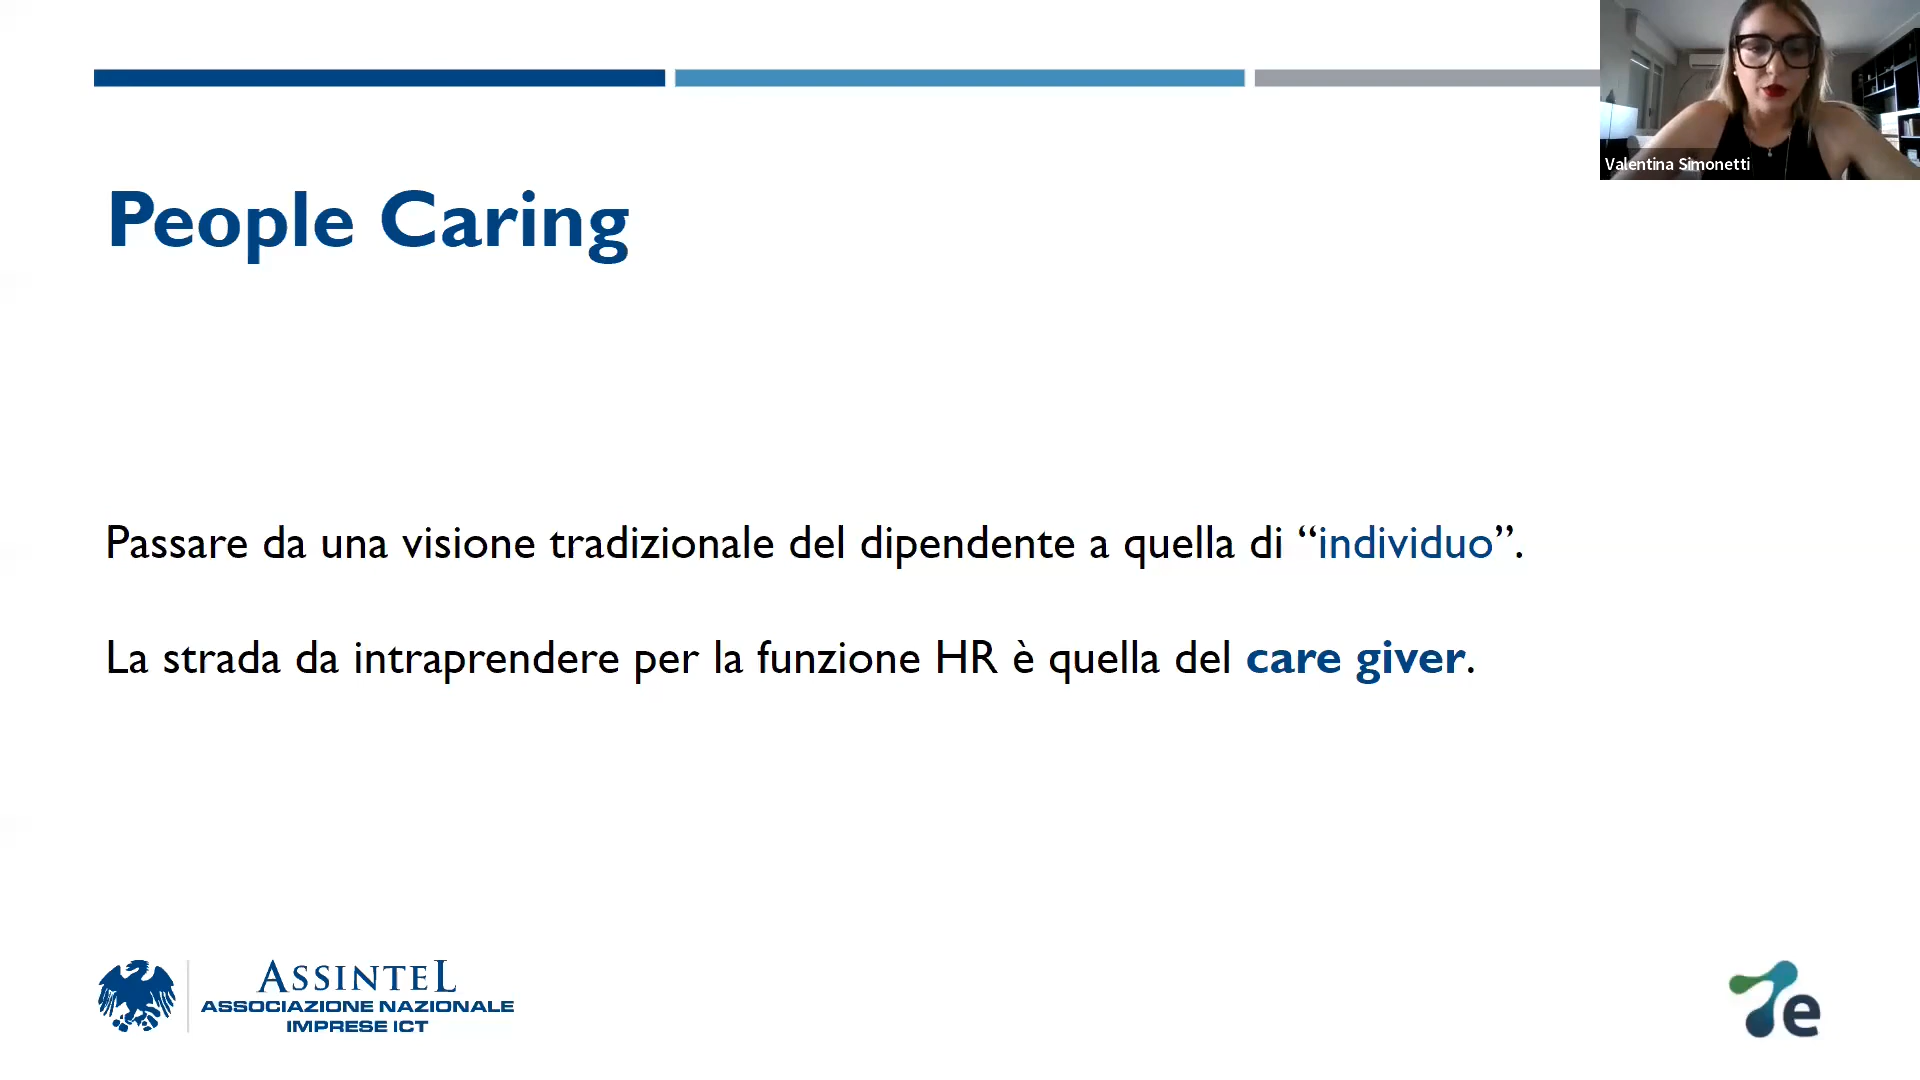 Valentina Simonetti
People Caring
Passare da una visione tradizionale del dipendente a quella di “individuo”.
La strada da intraprendere per la funzione HR è quella del care giver.
ASSINTEL
ASSOCIAZIONE NAZIONALE
IMPRESE ICT
e